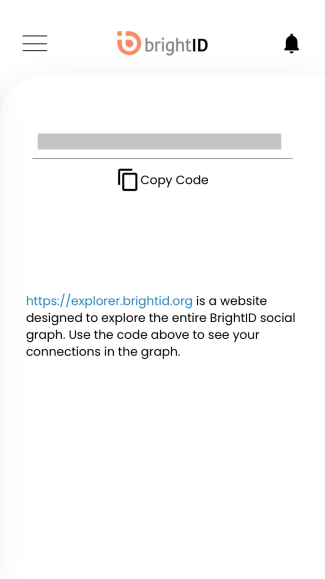 brightID
Copy Code
https://explorer.brightid.org is a website
designed to explore the entire BrightID social
graph. Use the code above to see your
connections in the graph.